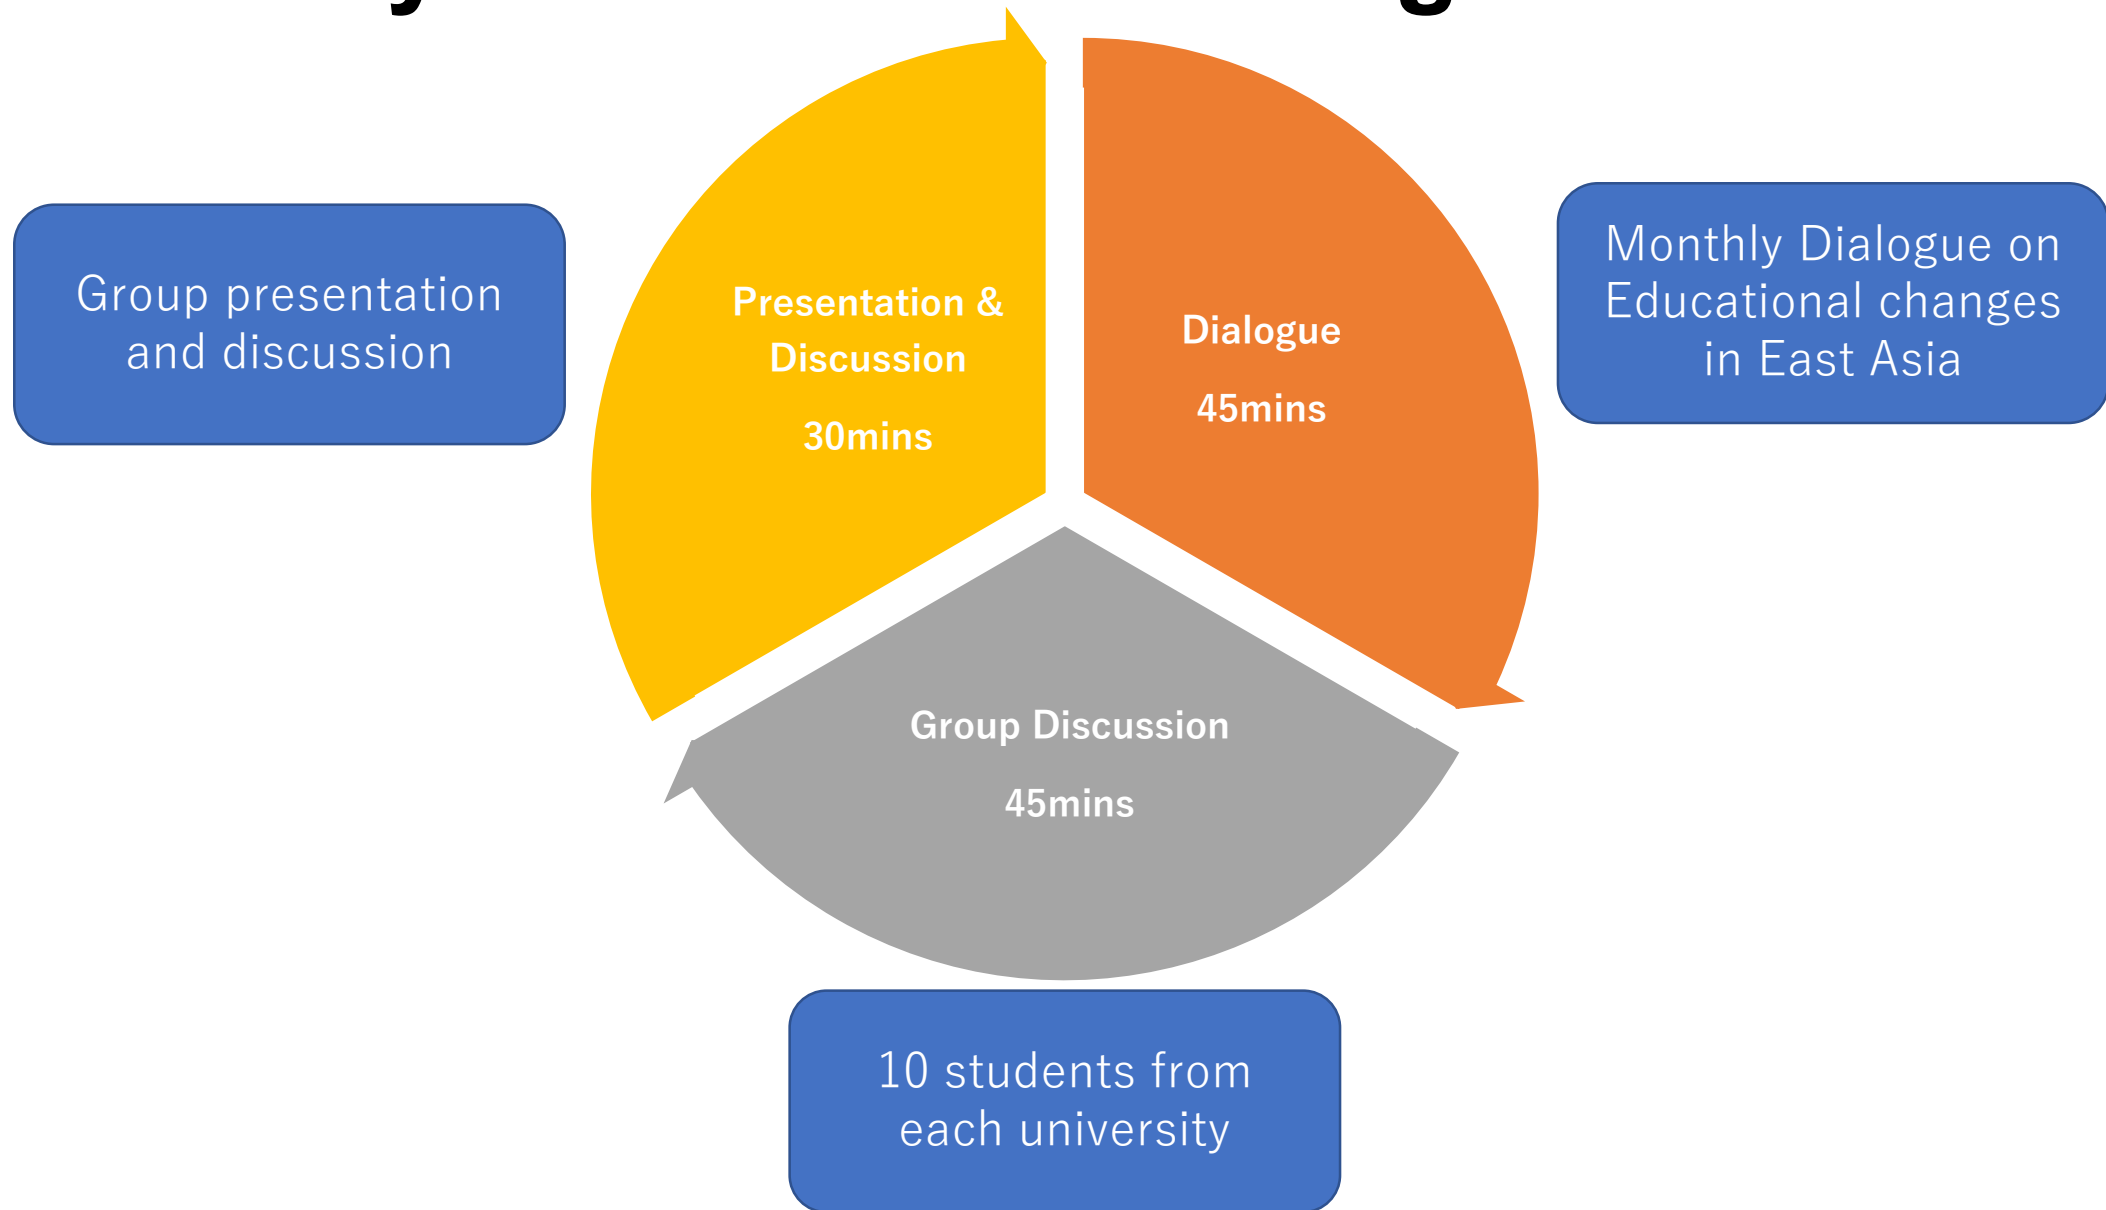 Group presentation
and discussion
Presentation &
Discussion
30mins
Dialogue
45mins
Monthly Dialogue on
Educational changes
in East Asia
Group Discussion
45mins
10 students from
each university